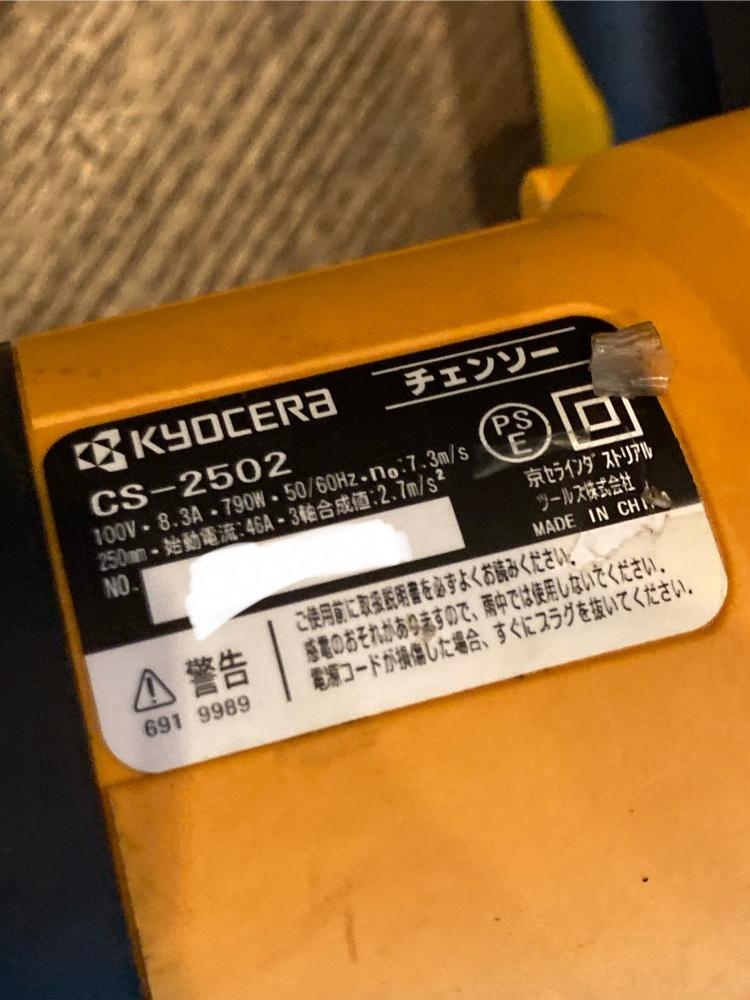 KYOCERA
チェンソー
CS-2502
100V・8.3A・790W・50/60Hz・n₀:7.3m/s
250mm・始動電流:46A・3軸合成値:2.7m/s²
NO.
PS
E
京セラインダストリアル
ツールズ株式会社
MADE IN
警告
691 9989
ご使用前に取扱説明書を必ずよくお読みください。
感電のおそれがありますので、雨中では使用しないでください。
電源コードが損傷した場合、すぐにプラグを抜いてください。